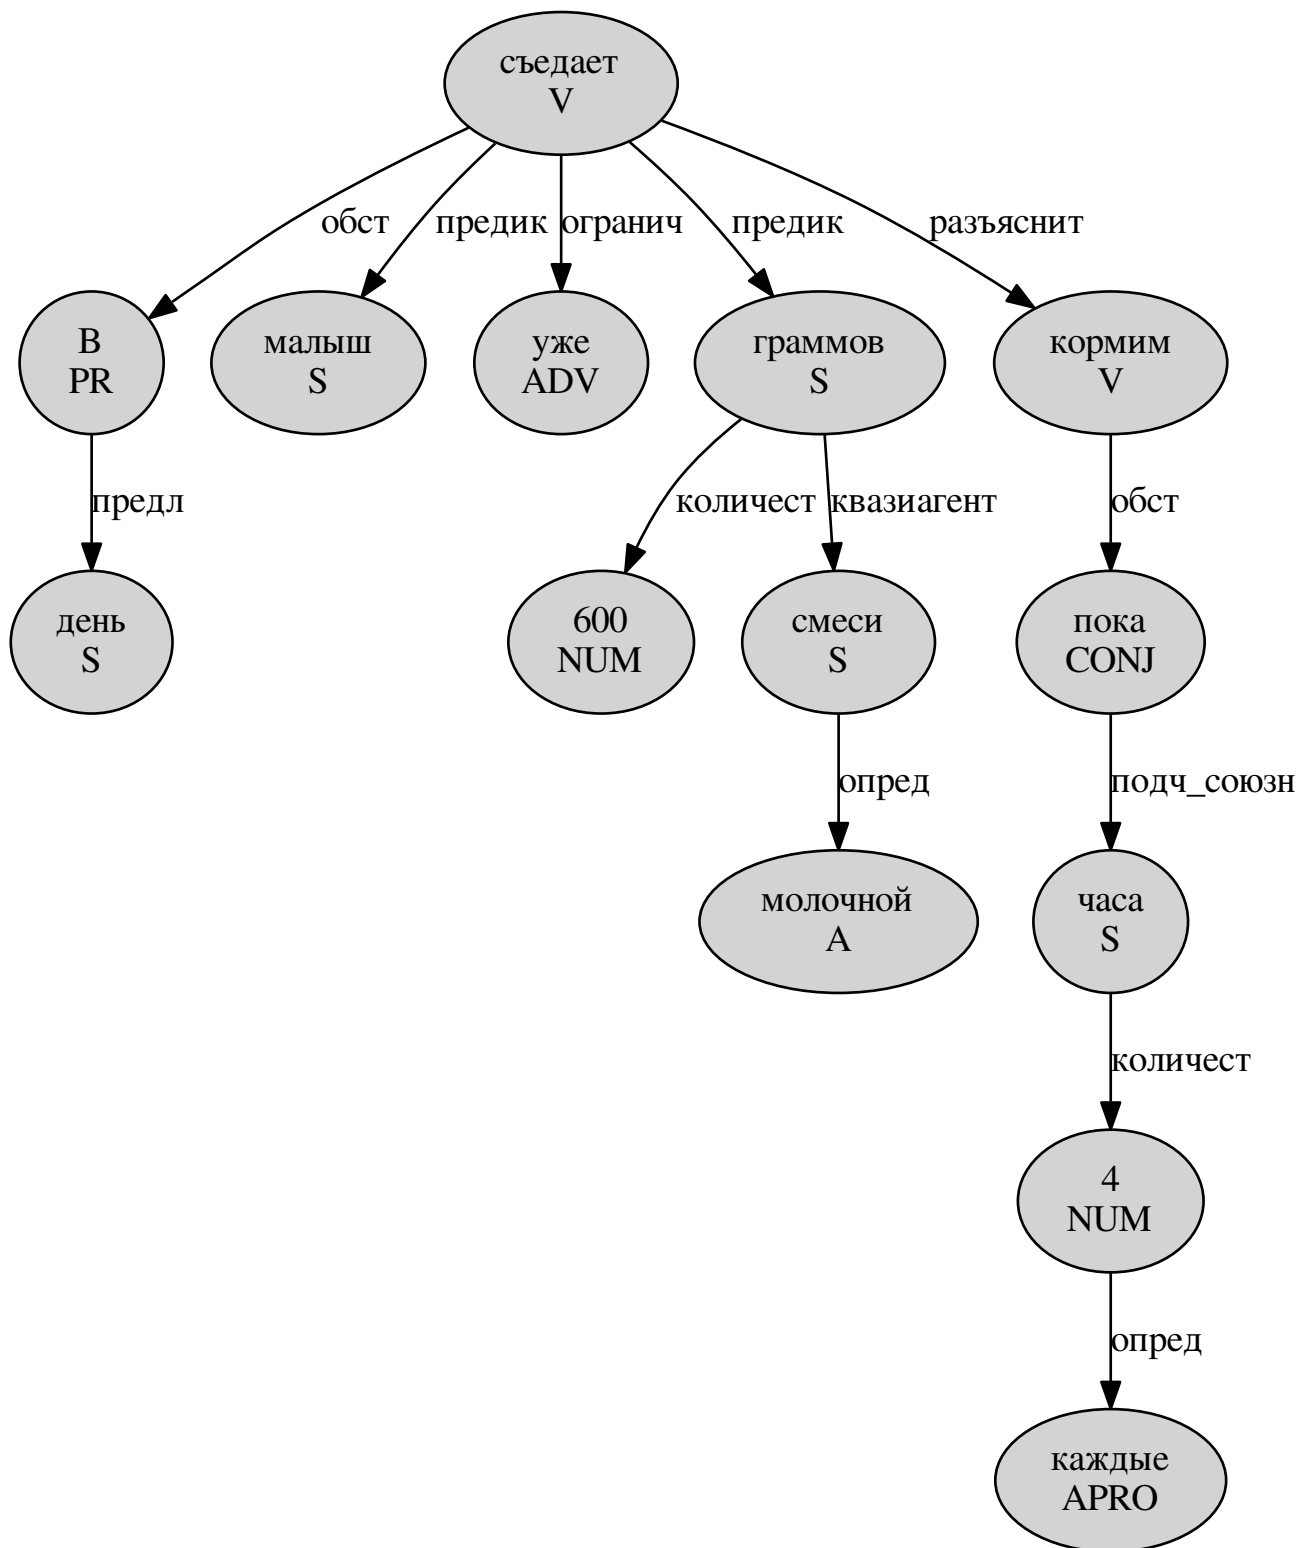 съедает
V
обст
предик
огранич
предик
разъяснит
В
PR
малыш
S
уже
ADV
граммов
S
кормим
V
предл
количест
квазиагент
обст
день
S
600
NUM
смеси
S
пока
CONJ
опред
подч_союзн
молочной
A
часа
S
количест
4
NUM
опред
каждые
APRO